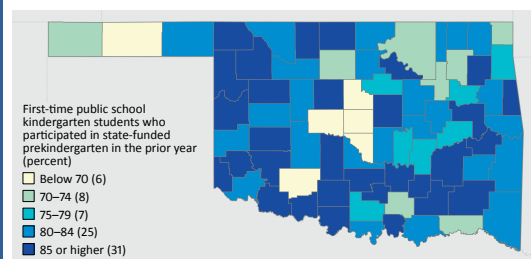 First-time public school
kindergarten students who
participated in state-funded
prekindergarten in the prior year
(percent)
Below 70 (6)
70–74 (8)
75–79 (7)
80–84 (25)
85 or higher (31)